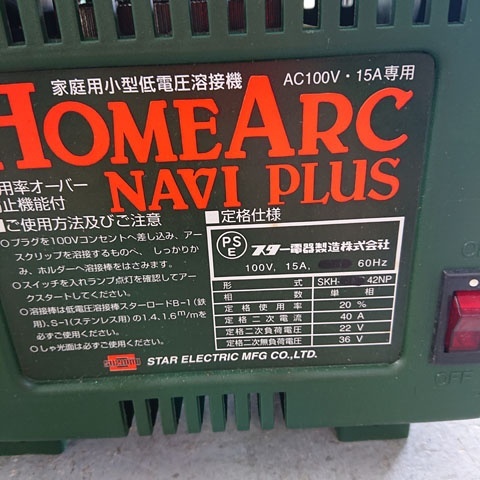 家庭用小型低電圧溶接機 AC100V・15A専用
HOMEARC
NAVI PLUS
用率オーバー
止機能付
■ご使用方法及びご注意
○プラグを100Vコンセントへ差し込み、アー
スクリップを溶接するものへ、しっかりか
み、ホルダーへ溶接棒をはさみます。
○スイッチを入れランプ点灯を確認してアー
クスタートしてください。
○溶接棒は低電圧溶接棒スターロードB-1(鉄
用)、S-1(ステンレス用)の1.4、1.6㎜を
必ずご使用ください。
○しゃ光面は必ずご使用ください。
□定格仕様
PS
E
スター電器製造株式会社
100V, 15A, 60Hz
形 式 SKH- 42NP
相 数 単 相
定格使用率 20 %
定格二次電流 40 A
定格二次負荷電圧 22 V
定格二次無負荷電圧 36 V
SUZUKID STAR ELECTRIC MFG CO.,LTD.
OFF